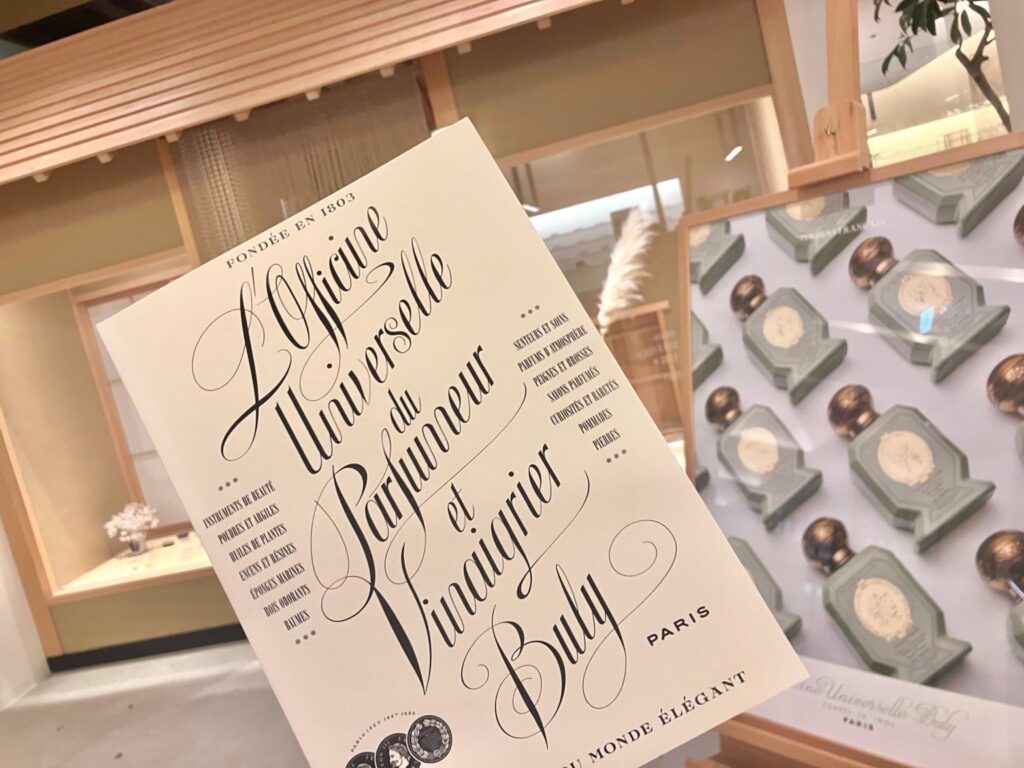 FONDÉE EN 1803
L'Officine
Universelle
du
Parfumeur
et
Vinaigrier
Buly
PARIS
SENTEURS ET SOINS
PARFUMS D'ATMOSPHÈRE
PEIGNES ET BROSSES
SAVONS PARFUMÉS
CURIOSITÉS ET RARETÉS
POMMADES
PIERRES
INSTRUMENTS DE BEAUTÉ
POUDRES ET ARGILES
HUILES DE PLANTES
ENCENS ET RÉSINES
ÉPONGES MARINES
BOIS ODORANTS
BAUMES
DU MONDE ÉLÉGANT
Universelle Buly
PARIS